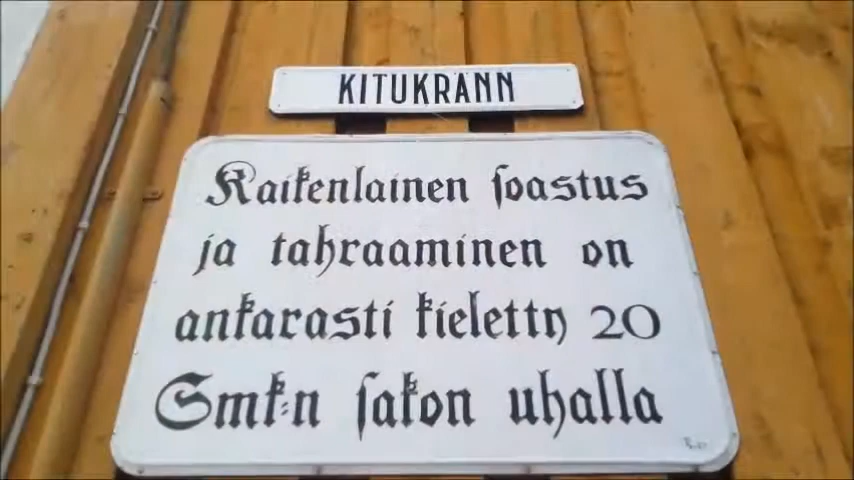 KITUKRANN
Kaikenlainen soastus
ja tahraaminen on
ankarasti kieletty 20
Smk:n sakon uhalla